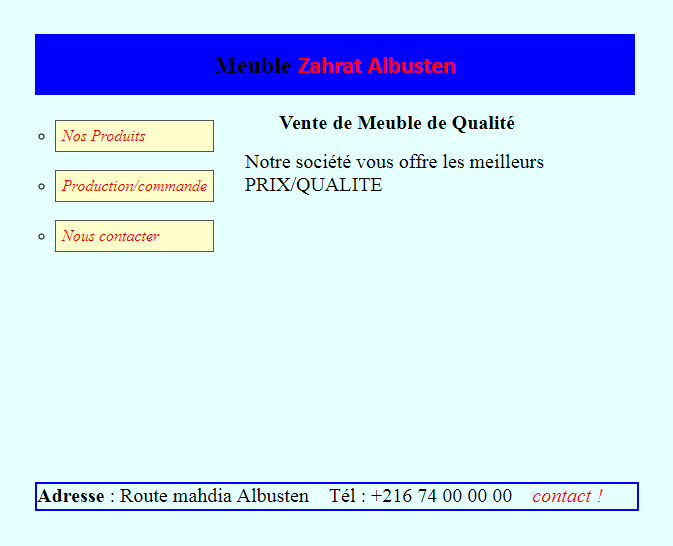 Meuble Zahrat Albusten
Nos Produits
Production/commande
Nous contacter
Vente de Meuble de Qualité
Notre société vous offre les meilleurs
PRIX/QUALITE
Adresse : Route mahdia Albusten Tél : +216 74 00 00 00 contact !